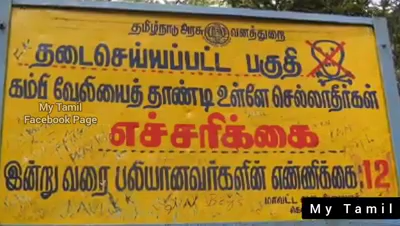 தமிழ்நாடு அரசு வனத்துறை
தடைசெய்யப்பட்ட பகுதி
கம்பி வேலியைத் தாண்டி உள்ளே செல்லாதீர்கள்
My Tamil
Facebook Page
எச்சரிக்கை
இன்று வரை பலியானவர்களின் எண்ணிக்கை 12
மாவட்ட
My Tamil